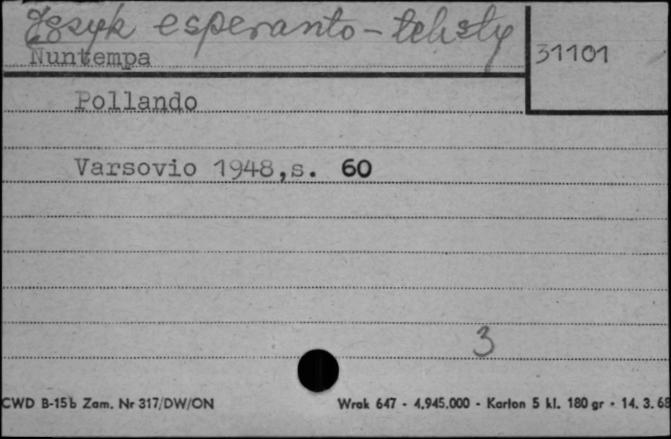 Język esperanto - teksty
31101
Nuntempa
Pollando
Varsovio 1948,s. 60
3
CWD B-15b Zam. Nr 317/DW/ON
Wrak 647 - 4.945.000 - Karton 5 kl. 180 gr - 14. 3. 65